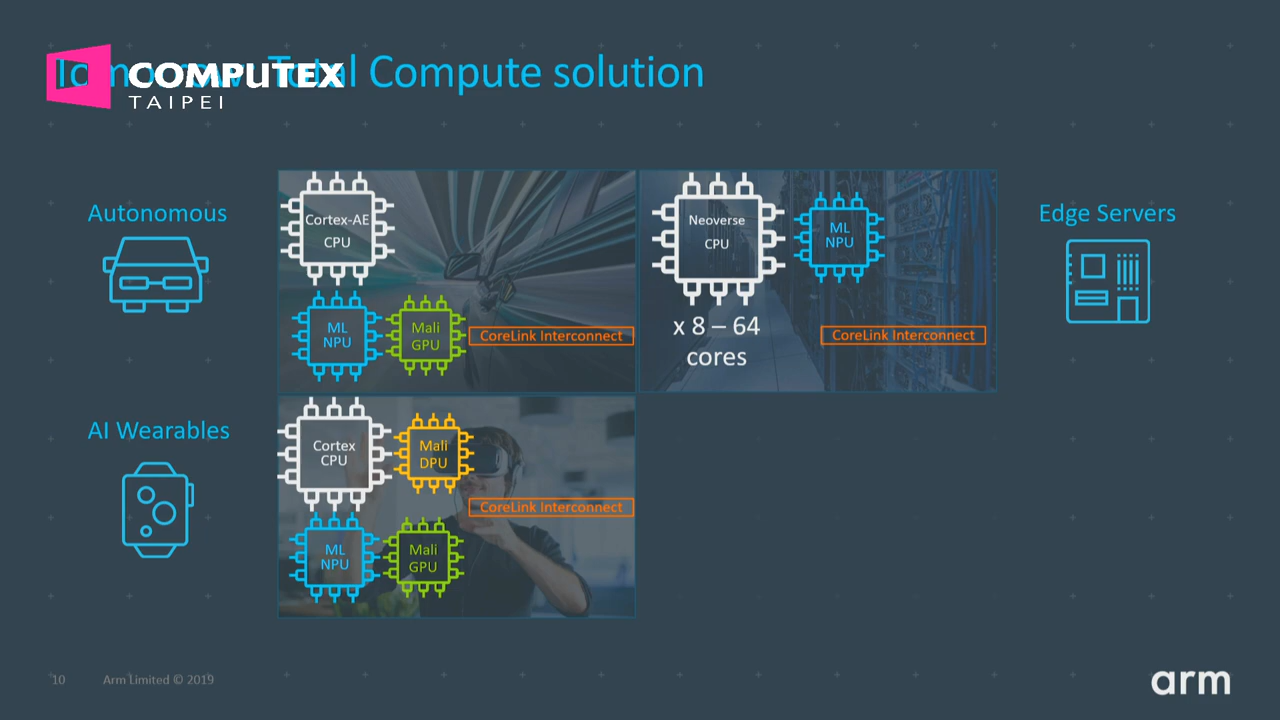 COMPUTEX
TAIPEI
Total Compute solution
Autonomous
Cortex-AE
CPU
ML
NPU
Mali
GPU
CoreLink Interconnect
Neoverse
CPU
x 8 – 64
cores
ML
NPU
CoreLink Interconnect
Edge Servers
AI Wearables
Cortex
CPU
Mali
DPU
ML
NPU
Mali
GPU
CoreLink Interconnect
10
Arm Limited © 2019
arm